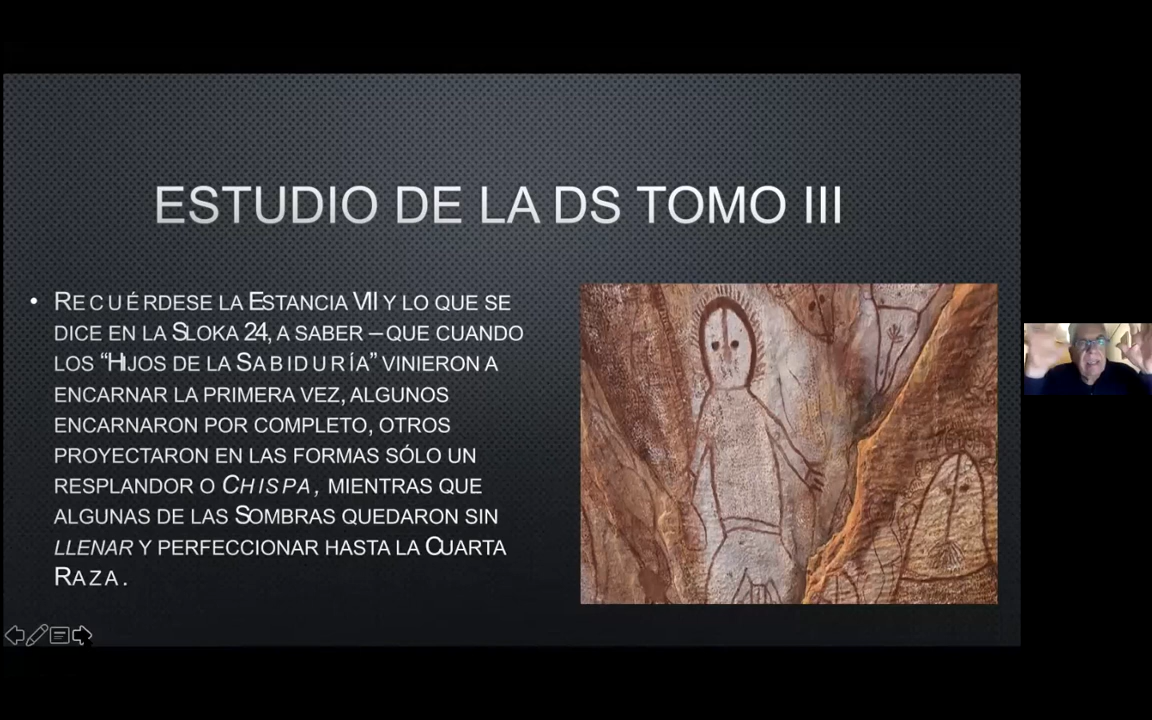 ESTUDIO DE LA DS TOMO III
• RECUÉRDESE LA ESTANCIA VII Y LO QUE SE
DICE EN LA SLOKA 24, A SABER – QUE CUANDO
LOS “HIJOS DE LA SABIDURÍA” VINIERON A
ENCARNAR LA PRIMERA VEZ, ALGUNOS
ENCARNARON POR COMPLETO, OTROS
PROYECTARON EN LAS FORMAS SÓLO UN
RESPLANDOR O CHISPA, MIENTRAS QUE
ALGUNAS DE LAS SOMBRAS QUEDARON SIN
LLENAR Y PERFECCIONAR HASTA LA CUARTA
RAZA.